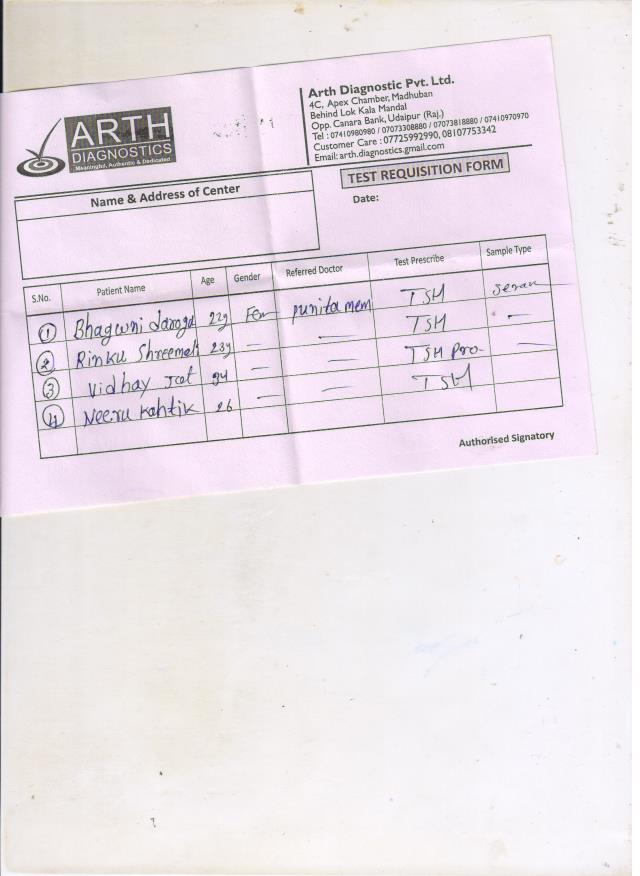 ARTH
DIAGNOSTICS
Meaningful, Authentic & Dedicated
Arth Diagnostic Pvt. Ltd.
4C, Apex Chamber, Madhuban
Behind Lok Kala Mandal
Opp. Canara Bank, Udaipur (Raj.)
Tel : 07410980980 / 07073308880 / 07073818880 / 07410970970
Customer Care : 07725992990, 08107753342
Email: arth.diagnostics.gmail.com
Name & Address of Center
TEST REQUISITION FORM
Date:
S.No. Patient Name Age Gender Referred Doctor Test Prescribe Sample Type
1 Bhagwni daroga 22y Fem punita mem TSH
2 Rinku Shreemali 23y — — TSH —
3 Vidhay Jat 34 — — TSH Pro- —
4 Neeru Kahtik 26 — — TSH
Authorised Signatory